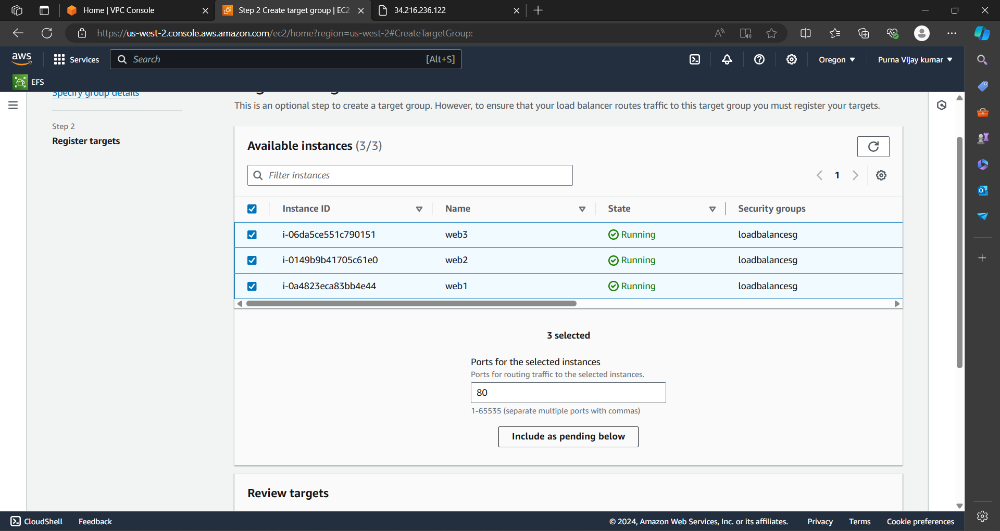 Home | VPC Console
Step 2 Create target group | EC2
34.216.236.122
https://us-west-2.console.aws.amazon.com/ec2/home?region=us-west-2#CreateTargetGroup:
aws
Services
Search
[Alt+S]
Oregon
Purna Vijay kumar
EFS
Specify group details
This is an optional step to create a target group. However, to ensure that your load balancer routes traffic to this target group you must register your targets.
Step 2
Register targets
Available instances (3/3)
Filter instances
1
Instance ID Name State Security groups
i-06da5ce551c790151 web3 Running loadbalancesg
i-0149b9b41705c61e0 web2 Running loadbalancesg
i-0a4823eca83bb4e44 web1 Running loadbalancesg
3 selected
Ports for the selected instances
Ports for routing traffic to the selected instances.
80
1-65535 (separate multiple ports with commas)
Include as pending below
Review targets
CloudShell Feedback © 2024, Amazon Web Services, Inc. or its affiliates. Privacy Terms Cookie preferences